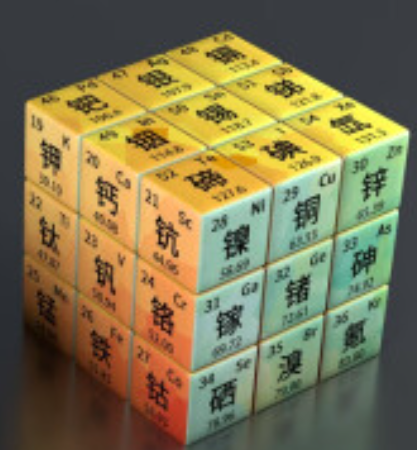 48 Cd
镉
112.4
47 Ag
银
107.9
46 Pd
钯
106.4
51 Sb
锑
121.8
50 Sn
锡
118.7
49 In
铟
114.8
54 Xe
氙
131.3
53 I
碘
126.9
52 Te
碲
127.6
19 K
钾
39.10
20 Ca
钙
40.08
21 Sc
钪
44.96
22 Ti
钛
47.87
23 V
钒
50.94
24 Cr
铬
52.00
25 Mn
锰
26 Fe
铁
27 Co
钴
28 Ni
镍
58.69
29 Cu
铜
63.55
30 Zn
锌
65.39
31 Ga
镓
69.72
32 Ge
锗
72.61
33 As
砷
74.92
34 Se
硒
78.96
35 Br
溴
79.90
36 Kr
氪
83.80